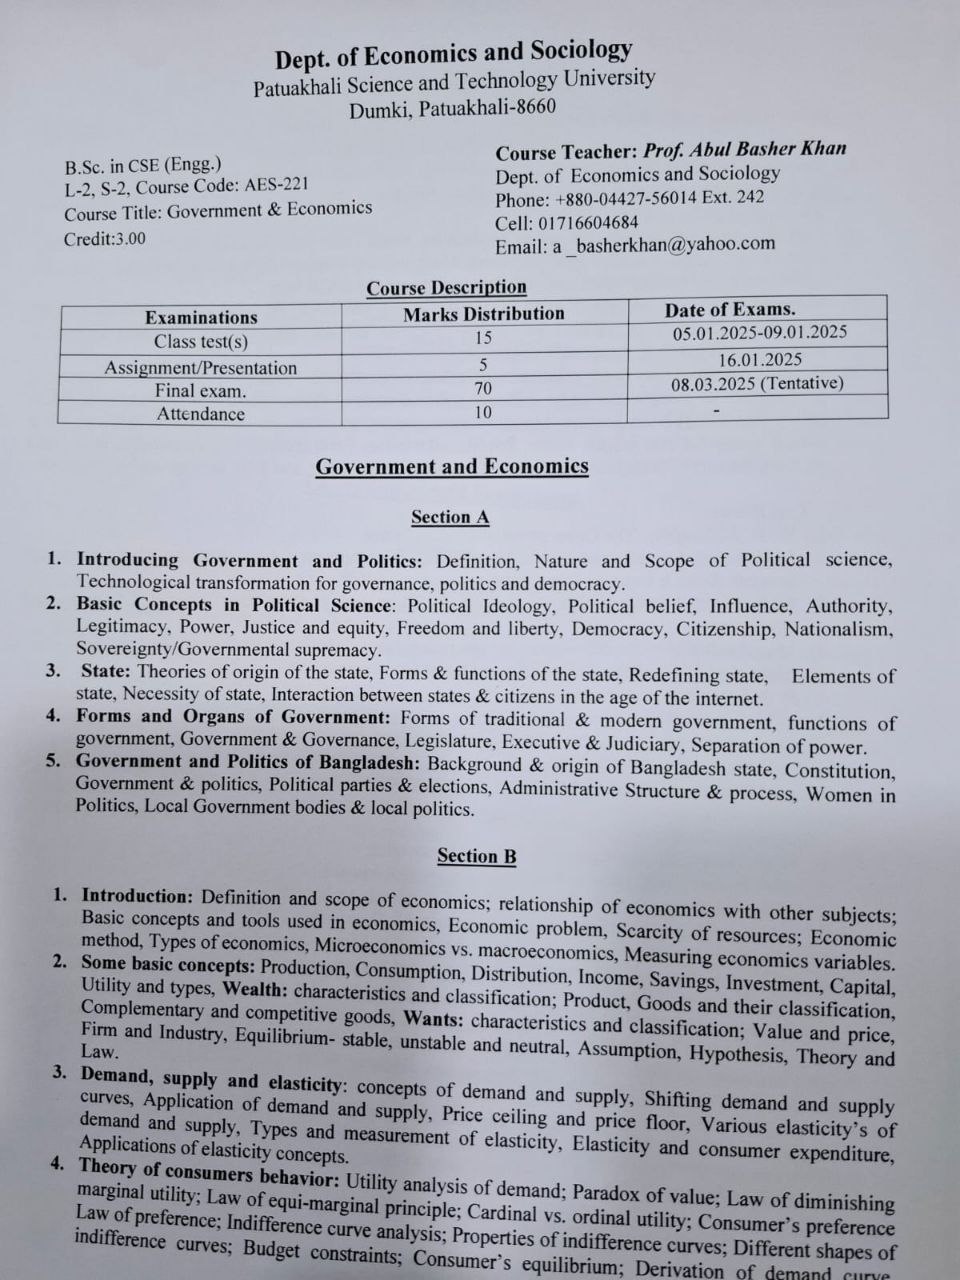 Dept. of Economics and Sociology
Patuakhali Science and Technology University
Dumki, Patuakhali-8660
B.Sc. in CSE (Engg.)
L-2, S-2, Course Code: AES-221
Course Title: Government & Economics
Credit:3.00
Course Teacher: Prof. Abul Basher Khan
Dept. of Economics and Sociology
Phone: +880-04427-56014 Ext. 242
Cell: 01716604684
Email: a _basherkhan@yahoo.com
Course Description
Examinations Marks Distribution Date of Exams.
Class test(s) 15 05.01.2025-09.01.2025
Assignment/Presentation 5 16.01.2025
Final exam. 70 08.03.2025 (Tentative)
Attendance 10 -
Government and Economics
Section A
1. Introducing Government and Politics: Definition, Nature and Scope of Political science,
Technological transformation for governance, politics and democracy.
2. Basic Concepts in Political Science: Political Ideology, Political belief, Influence, Authority,
Legitimacy, Power, Justice and equity, Freedom and liberty, Democracy, Citizenship, Nationalism,
Sovereignty/Governmental supremacy.
3. State: Theories of origin of the state, Forms & functions of the state, Redefining state, Elements of
state, Necessity of state, Interaction between states & citizens in the age of the internet.
4. Forms and Organs of Government: Forms of traditional & modern government, functions of
government, Government & Governance, Legislature, Executive & Judiciary, Separation of power.
5. Government and Politics of Bangladesh: Background & origin of Bangladesh state, Constitution,
Government & politics, Political parties & elections, Administrative Structure & process, Women in
Politics, Local Government bodies & local politics.
Section B
1. Introduction: Definition and scope of economics; relationship of economics with other subjects;
Basic concepts and tools used in economics, Economic problem, Scarcity of resources; Economic
method, Types of economics, Microeconomics vs. macroeconomics, Measuring economics variables.
2. Some basic concepts: Production, Consumption, Distribution, Income, Savings, Investment, Capital,
Utility and types, Wealth: characteristics and classification; Product, Goods and their classification,
Complementary and competitive goods, Wants: characteristics and classification; Value and price,
Firm and Industry, Equilibrium- stable, unstable and neutral, Assumption, Hypothesis, Theory and
Law.
3. Demand, supply and elasticity: concepts of demand and supply, Shifting demand and supply
curves, Application of demand and supply, Price ceiling and price floor, Various elasticity's of
demand and supply, Types and measurement of elasticity, Elasticity and consumer expenditure,
Applications of elasticity concepts.
4. Theory of consumers behavior: Utility analysis of demand; Paradox of value; Law of diminishing
marginal utility; Law of equi-marginal principle; Cardinal vs. ordinal utility; Consumer's preference
Law of preference; Indifference curve analysis; Properties of indifference curves; Different shapes of
indifference curves; Budget constraints; Consumer's equilibrium; Derivation of demand curve